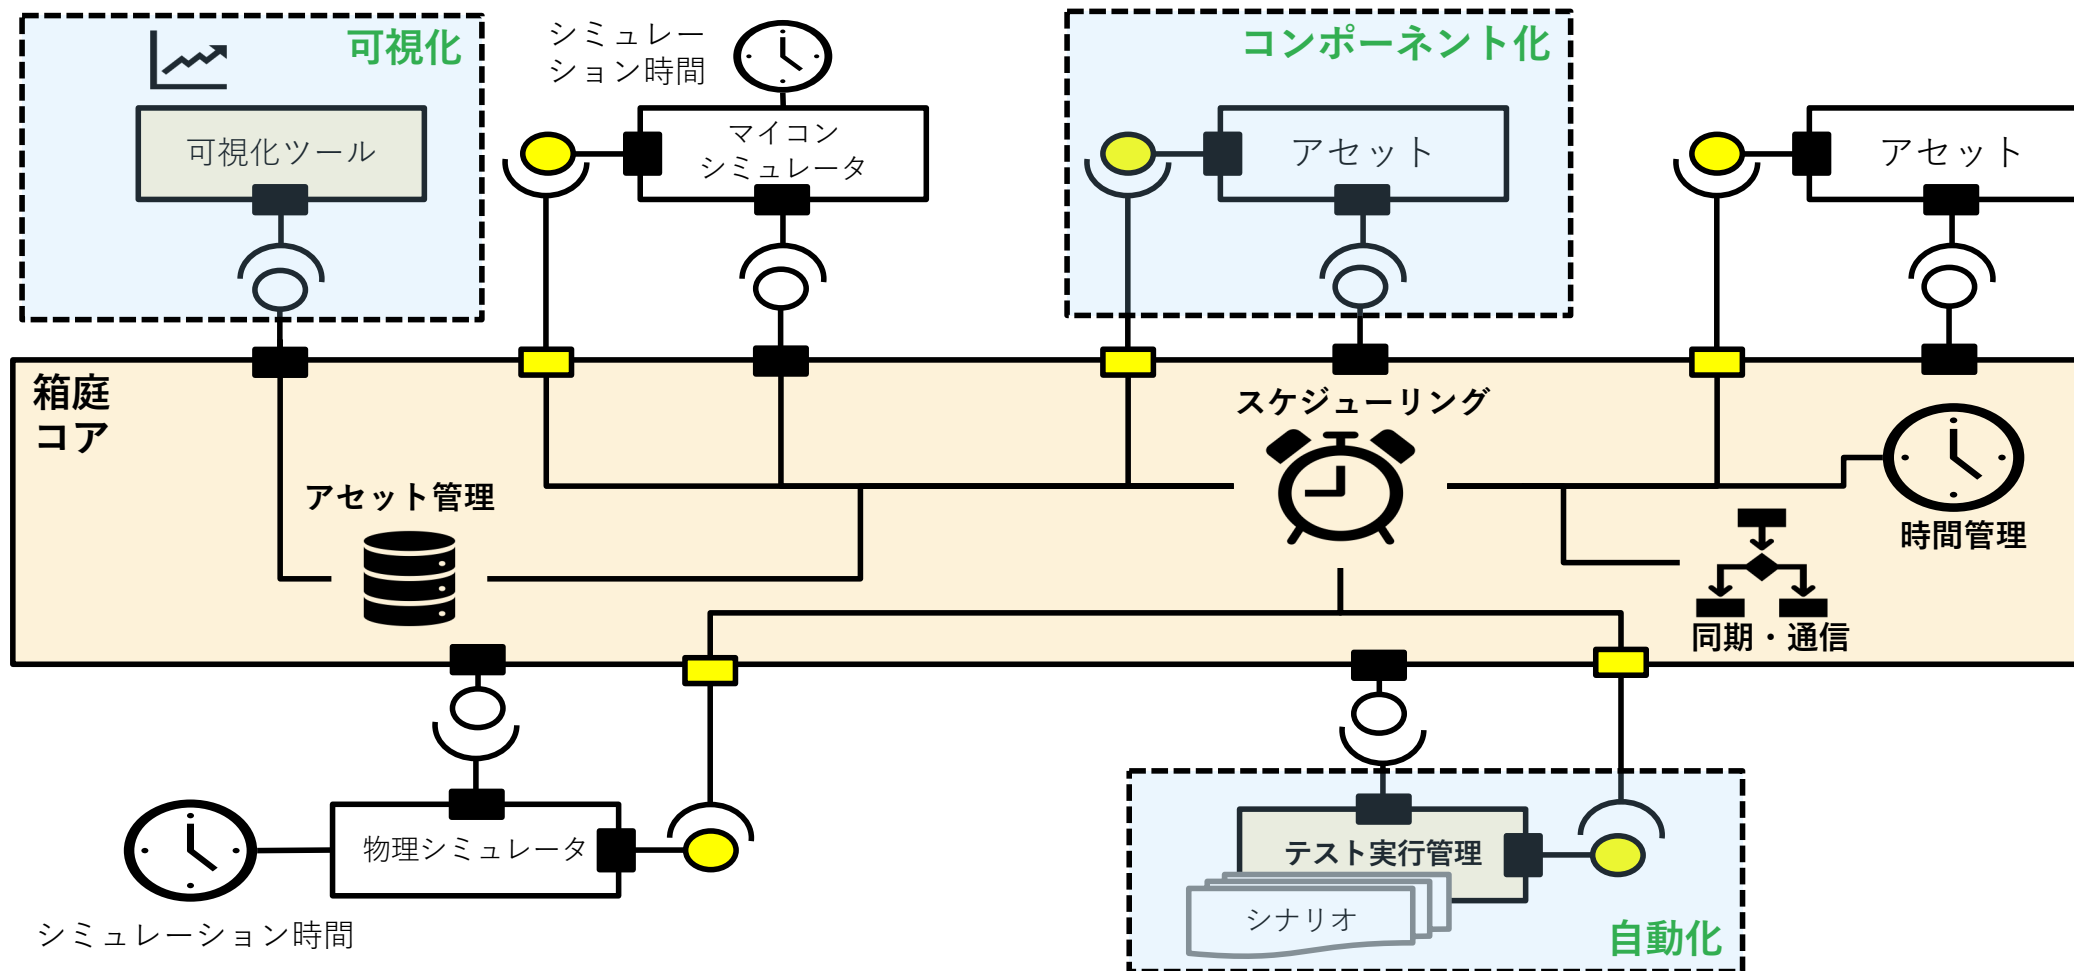 可視化
シミュレー
ション時間
コンポーネント化
可視化ツール
マイコン
シミュレータ
アセット
アセット
箱庭
コア
スケジューリング
アセット管理
時間管理
同期・通信
物理シミュレータ
テスト実行管理
シナリオ
シミュレーション時間
自動化